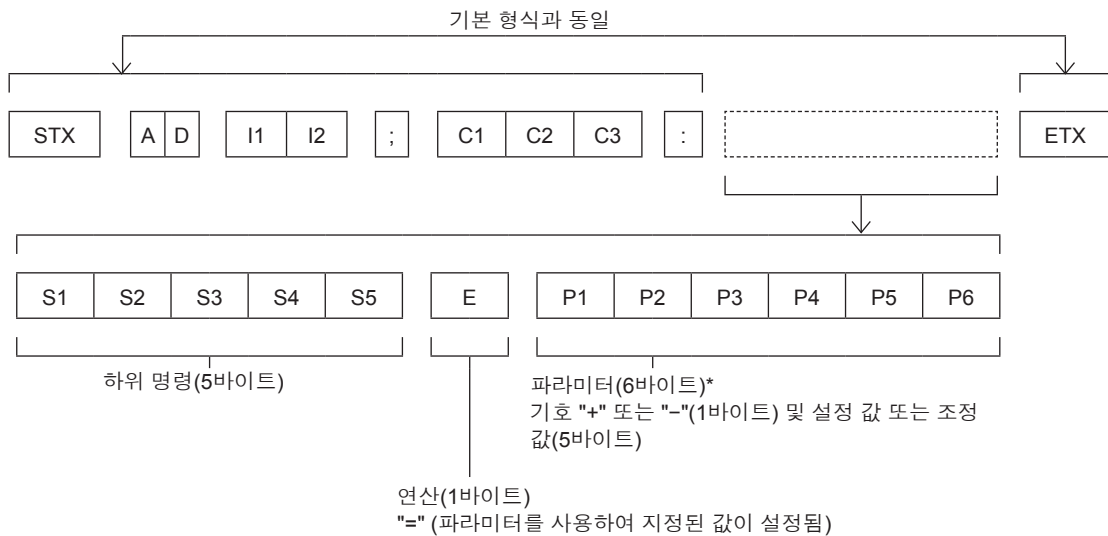 기본 형식과 동일
STX A D I1 I2 ; C1 C2 C3 : ETX
S1 S2 S3 S4 S5 E P1 P2 P3 P4 P5 P6
하위 명령(5바이트)
파라미터(6바이트)*
기호 "+" 또는 "−"(1바이트) 및 설정 값 또는 조정
값(5바이트)
연산(1바이트)
"=" (파라미터를 사용하여 지정된 값이 설정됨)